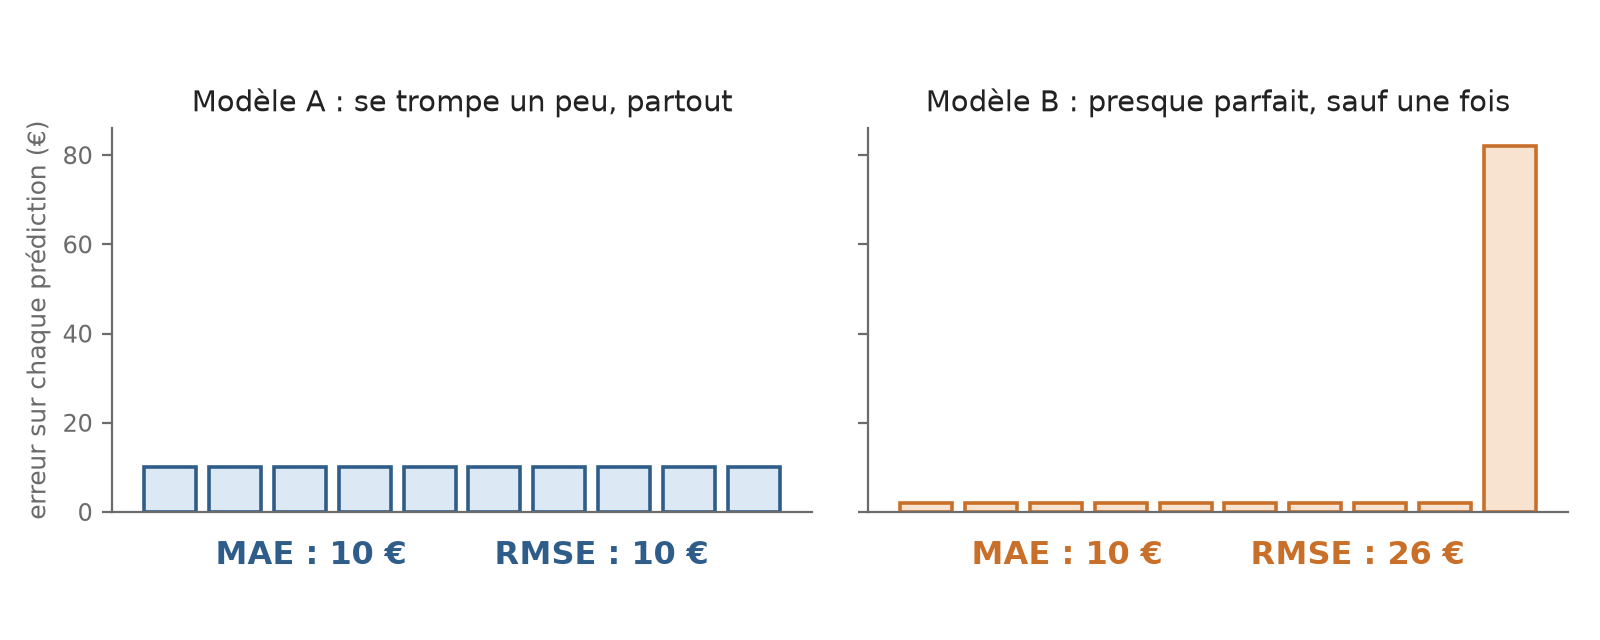 Modèle A : se trompe un peu, partout
Modèle B : presque parfait, sauf une fois
erreur sur chaque prédiction (€)
80
60
40
20
0
MAE : 10 € RMSE : 10 €
MAE : 10 € RMSE : 26 €